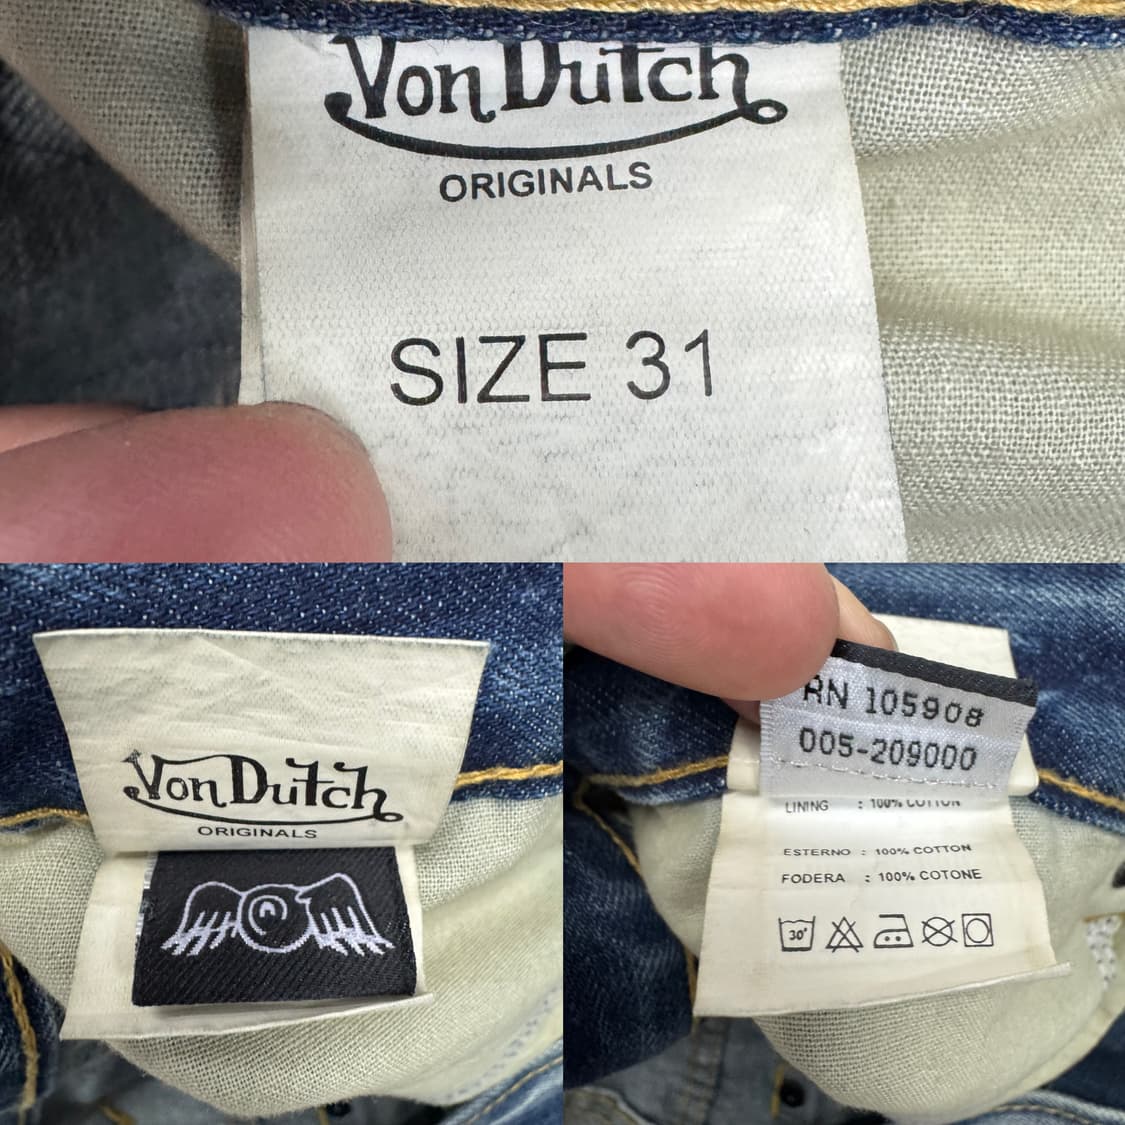 Von Dutch
ORIGINALS
SIZE 31
Von Dutch
ORIGINALS
RN 105908
005-209000
LINING : 100% COTTON
ESTERNO : 100% COTTON
FODERA : 100% COTONE
30°